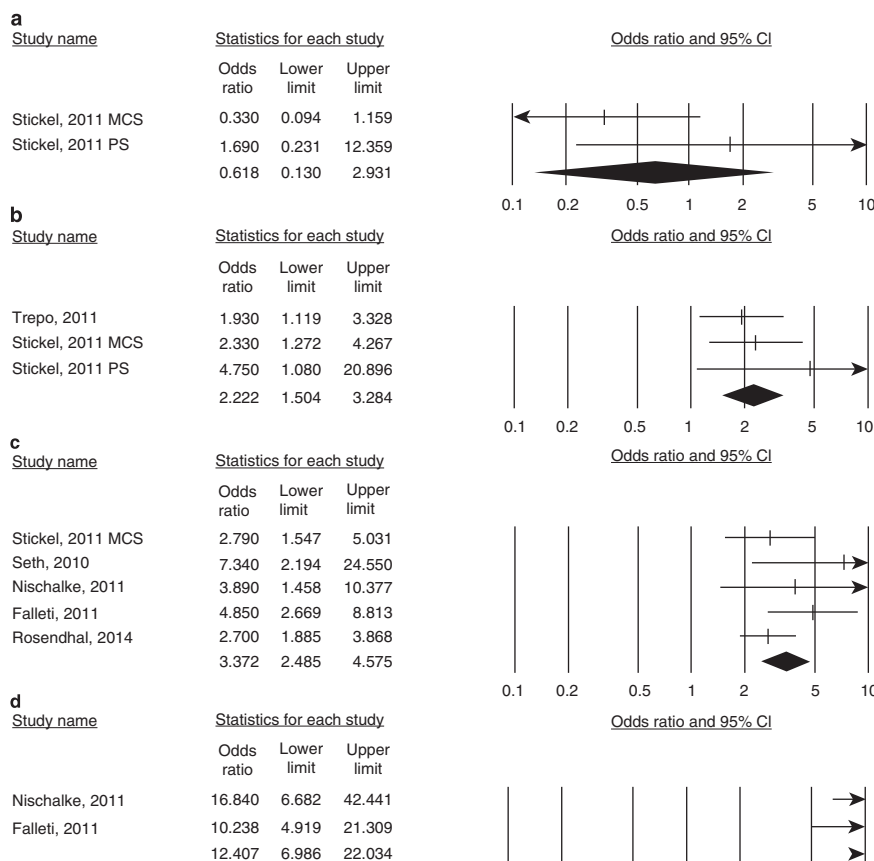 a
Study name Statistics for each study Odds ratio and 95% CI
Odds Lower Upper
ratio limit limit
Stickel, 2011 MCS 0.330 0.094 1.159
Stickel, 2011 PS 1.690 0.231 12.359
0.618 0.130 2.931
0.1 0.2 0.5 1 2 5 10
b
Study name Statistics for each study Odds ratio and 95% CI
Odds Lower Upper
ratio limit limit
Trepo, 2011 1.930 1.119 3.328
Stickel, 2011 MCS 2.330 1.272 4.267
Stickel, 2011 PS 4.750 1.080 20.896
2.222 1.504 3.284
0.1 0.2 0.5 1 2 5 10
c
Study name Statistics for each study Odds ratio and 95% CI
Odds Lower Upper
ratio limit limit
Stickel, 2011 MCS 2.790 1.547 5.031
Seth, 2010 7.340 2.194 24.550
Nischalke, 2011 3.890 1.458 10.377
Falleti, 2011 4.850 2.669 8.813
Rosendhal, 2014 2.700 1.885 3.868
3.372 2.485 4.575
0.1 0.2 0.5 1 2 5 10
d
Study name Statistics for each study Odds ratio and 95% CI
Odds Lower Upper
ratio limit limit
Nischalke, 2011 16.840 6.682 42.441
Falleti, 2011 10.238 4.919 21.309
12.407 6.986 22.034